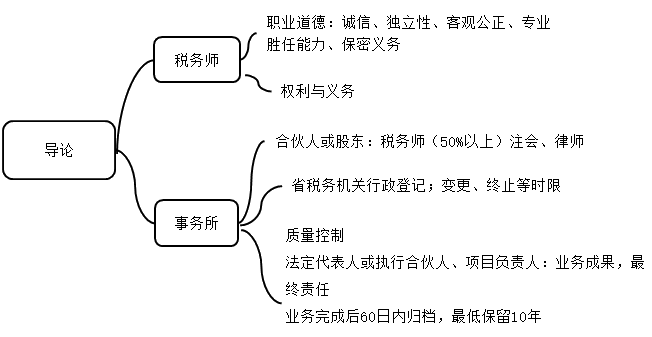 导论
税务师
职业道德：诚信、独立性、客观公正、专业
胜任能力、保密义务
权利与义务
事务所
合伙人或股东：税务师（50%以上）注会、律师
省税务机关行政登记；变更、终止等时限
质量控制
法定代表人或执行合伙人、项目负责人：业务成果，最
终责任
业务完成后60日内归档，最低保留10年